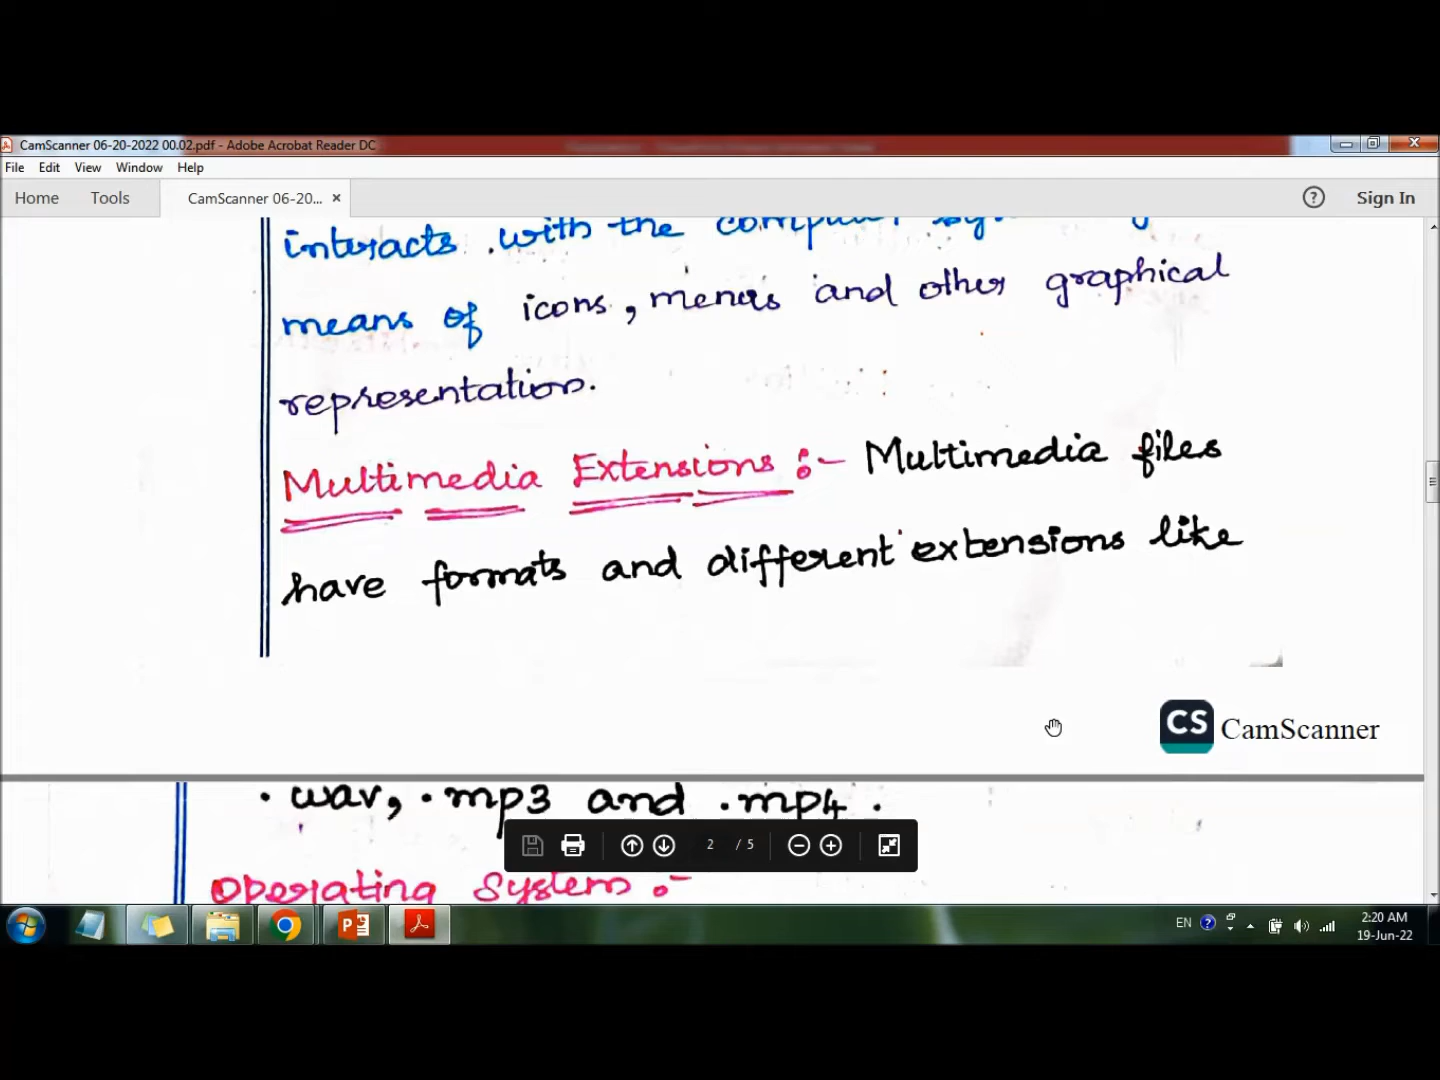 CamScanner 06-20-2022 00.02.pdf - Adobe Acrobat Reader DC
File Edit View Window Help
Home Tools CamScanner 06-20... × ? Sign In
interacts with the
means of icons, menus and other graphical
representation.
Multimedia Extensions :- Multimedia files
have formats and different extensions like
CS CamScanner
.wav, .mp3 and .mp4.
2 / 5
Operating System :-
EN 2:20 AM
19-Jun-22